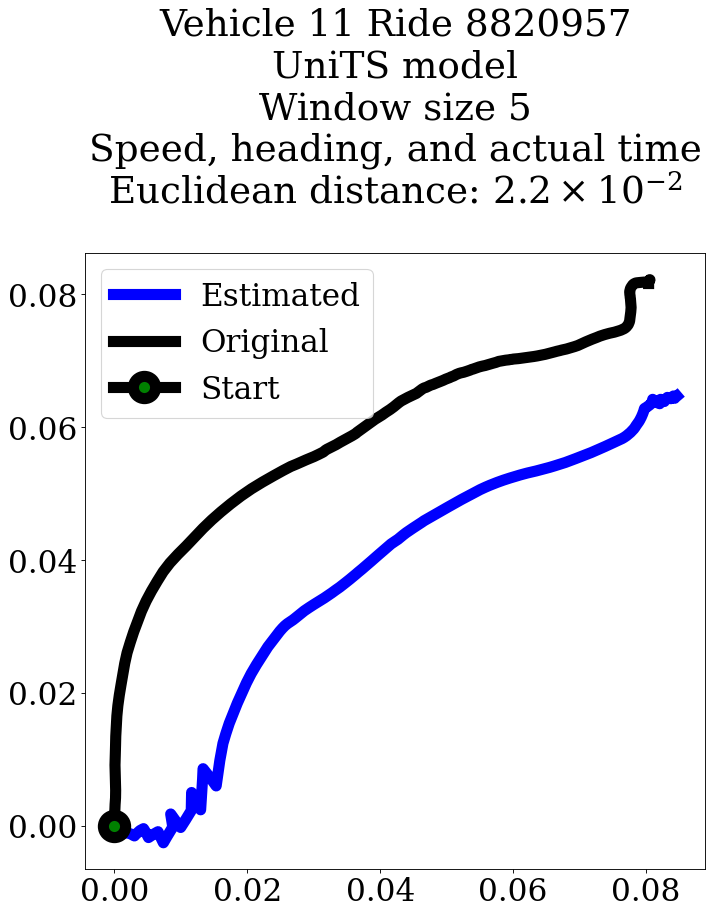 Vehicle 11 Ride 8820957
UniTS model
Window size 5
Speed, heading, and actual time
Euclidean distance: 2.2 × 10⁻²
Estimated
Original
Start
0.08
0.06
0.04
0.02
0.00
0.00 0.02 0.04 0.06 0.08